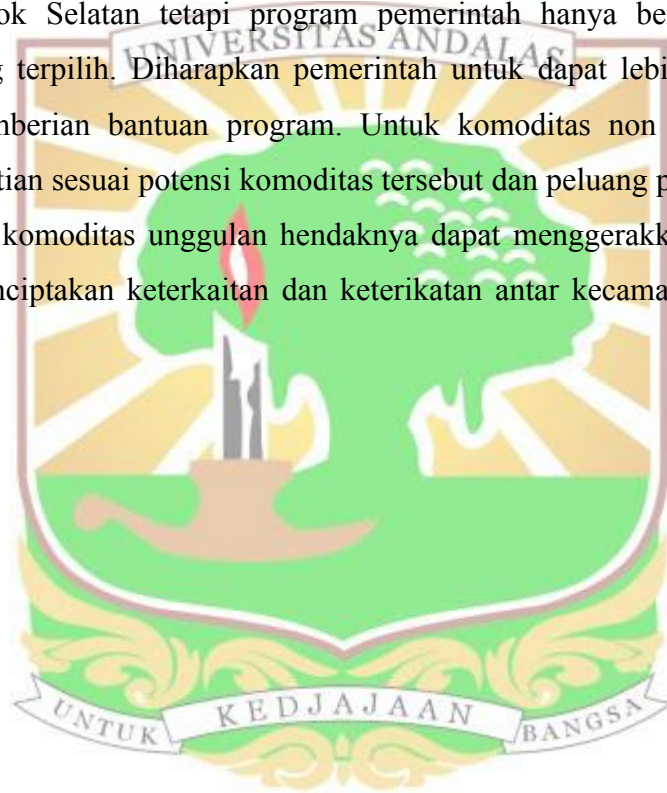 ok Selatan tetapi program pemerintah hanya be
UNIVERSITAS ANDALAS
g terpilih. Diharapkan pemerintah untuk dapat lebi
nberian bantuan program. Untuk komoditas non
tian sesuai potensi komoditas tersebut dan peluang p
komoditas unggulan hendaknya dapat menggerakk
nciptakan keterkaitan dan keterikatan antar kecama
UNTUK KEDJAJAAN BANGSA